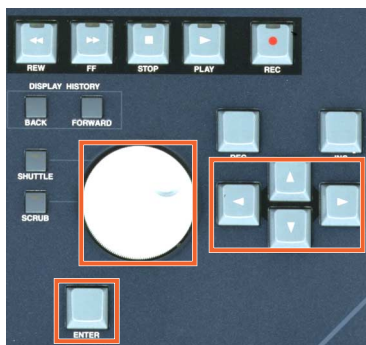 REW FF STOP PLAY REC
DISPLAY HISTORY
BACK FORWARD
SHUTTLE
SCRUB
ENTER